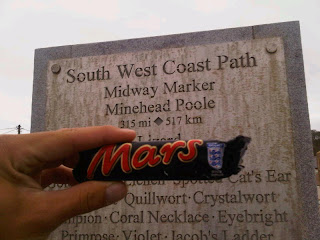 South West Coast Path
Midway Marker
Minehead Poole
315 mi ◆ 517 km
Lizard
Mars
Spotted Cat's Ear
Quillwort · Crystalwort
Coral Necklace · Eyebright
Primrose · Violet · Jacob's Ladder